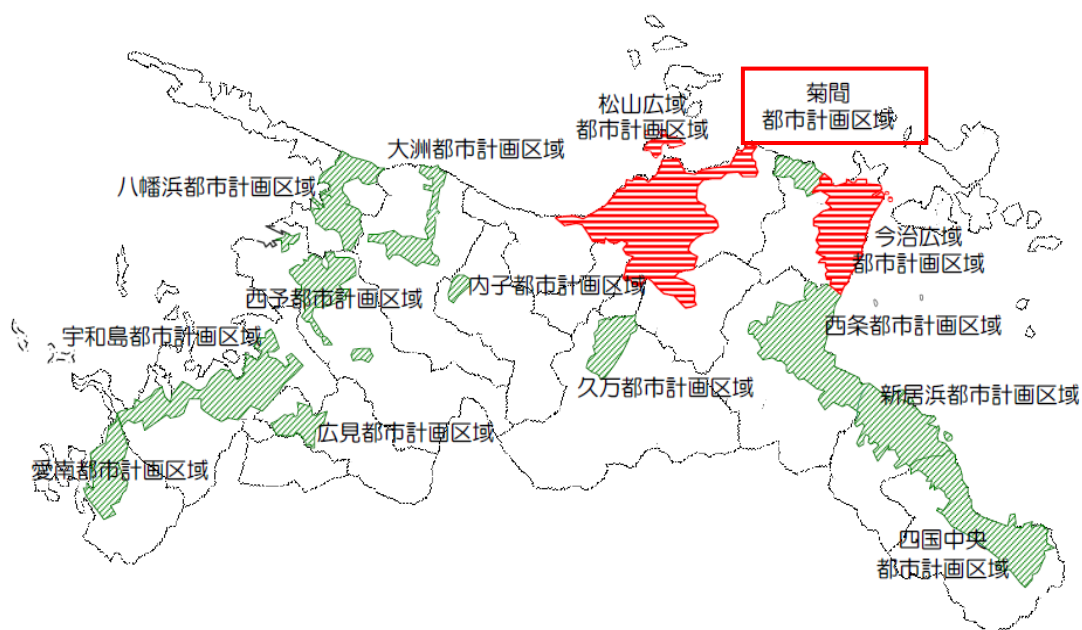 菊間
都市計画区域
松山広域
都市計画区域
大洲都市計画区域
八幡浜都市計画区域
今治広域
都市計画区域
西予都市計画区域
内子都市計画区域
宇和島都市計画区域
西条都市計画区域
久万都市計画区域
新居浜都市計画区域
広見都市計画区域
愛南都市計画区域
四国中央
都市計画区域